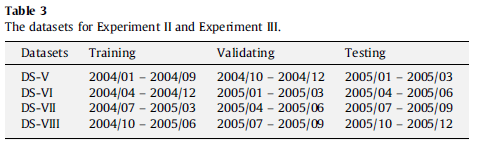 Table 3
The datasets for Experiment II and Experiment III.
Datasets Training Validating Testing
DS-V 2004/01 – 2004/09 2004/10 – 2004/12 2005/01 – 2005/03
DS-VI 2004/04 – 2004/12 2005/01 – 2005/03 2005/04 – 2005/06
DS-VII 2004/07 – 2005/03 2005/04 – 2005/06 2005/07 – 2005/09
DS-VIII 2004/10 – 2005/06 2005/07 – 2005/09 2005/10 – 2005/12